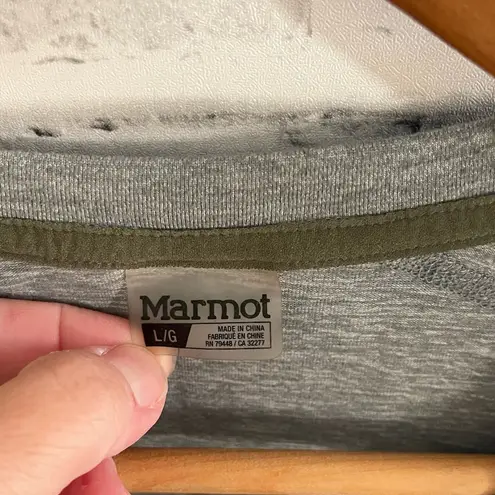 Marmot
L/G
MADE IN CHINA
FABRIQUÉ EN CHINE
RN 79448 / CA 32277